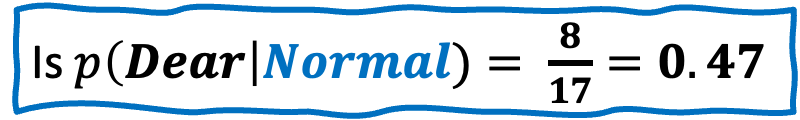 Is p(Dear|Normal) = 8/17 = 0.47